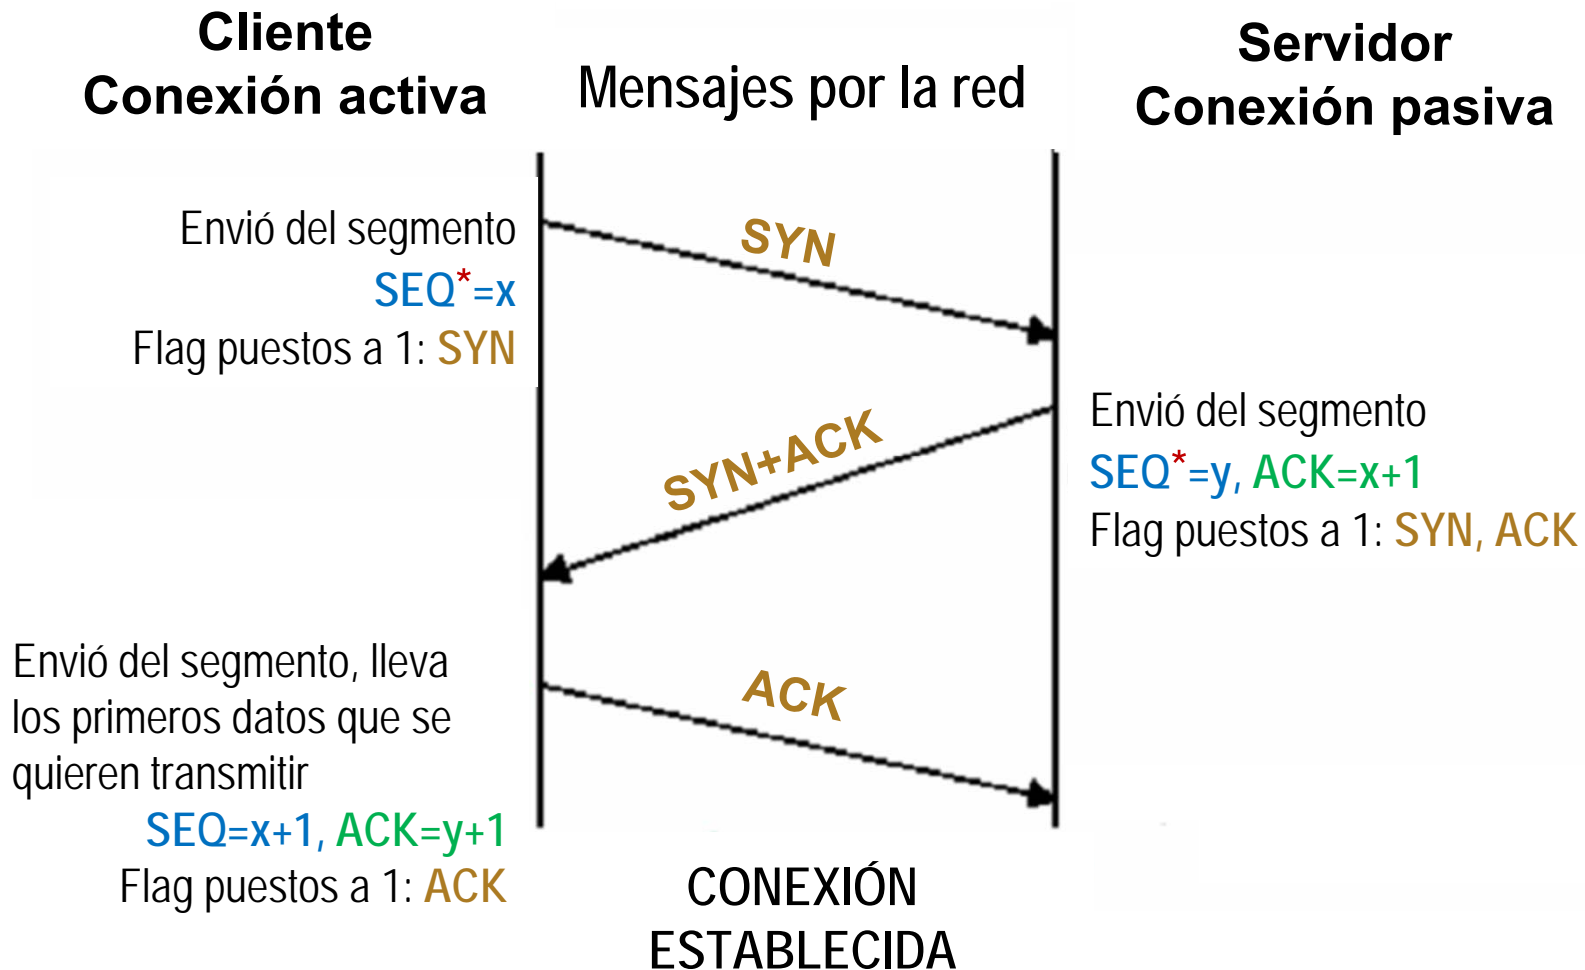 Cliente
Conexión activa
Mensajes por la red
Servidor
Conexión pasiva
Envió del segmento
SEQ*=x
Flag puestos a 1: SYN
SYN
SYN+ACK
Envió del segmento
SEQ*=y, ACK=x+1
Flag puestos a 1: SYN, ACK
Envió del segmento, lleva
los primeros datos que se
quieren transmitir
SEQ=x+1, ACK=y+1
Flag puestos a 1: ACK
ACK
CONEXIÓN
ESTABLECIDA